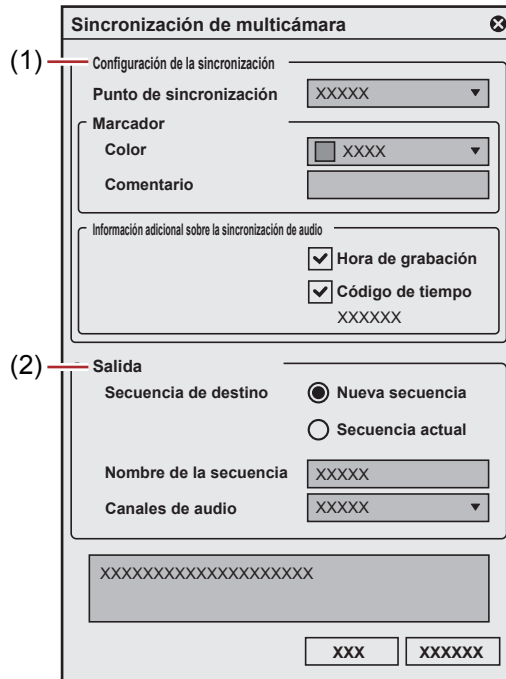 Sincronización de multicámara
(1) Configuración de la sincronización
Punto de sincronización XXXXX
Marcador
Color XXXX
Comentario
Información adicional sobre la sincronización de audio
Hora de grabación
Código de tiempo
XXXXXX
(2) Salida
Secuencia de destino Nueva secuencia
Secuencia actual
Nombre de la secuencia XXXXX
Canales de audio XXXXX
XXXXXXXXXXXXXXXXXXXX
XXX XXXXXX